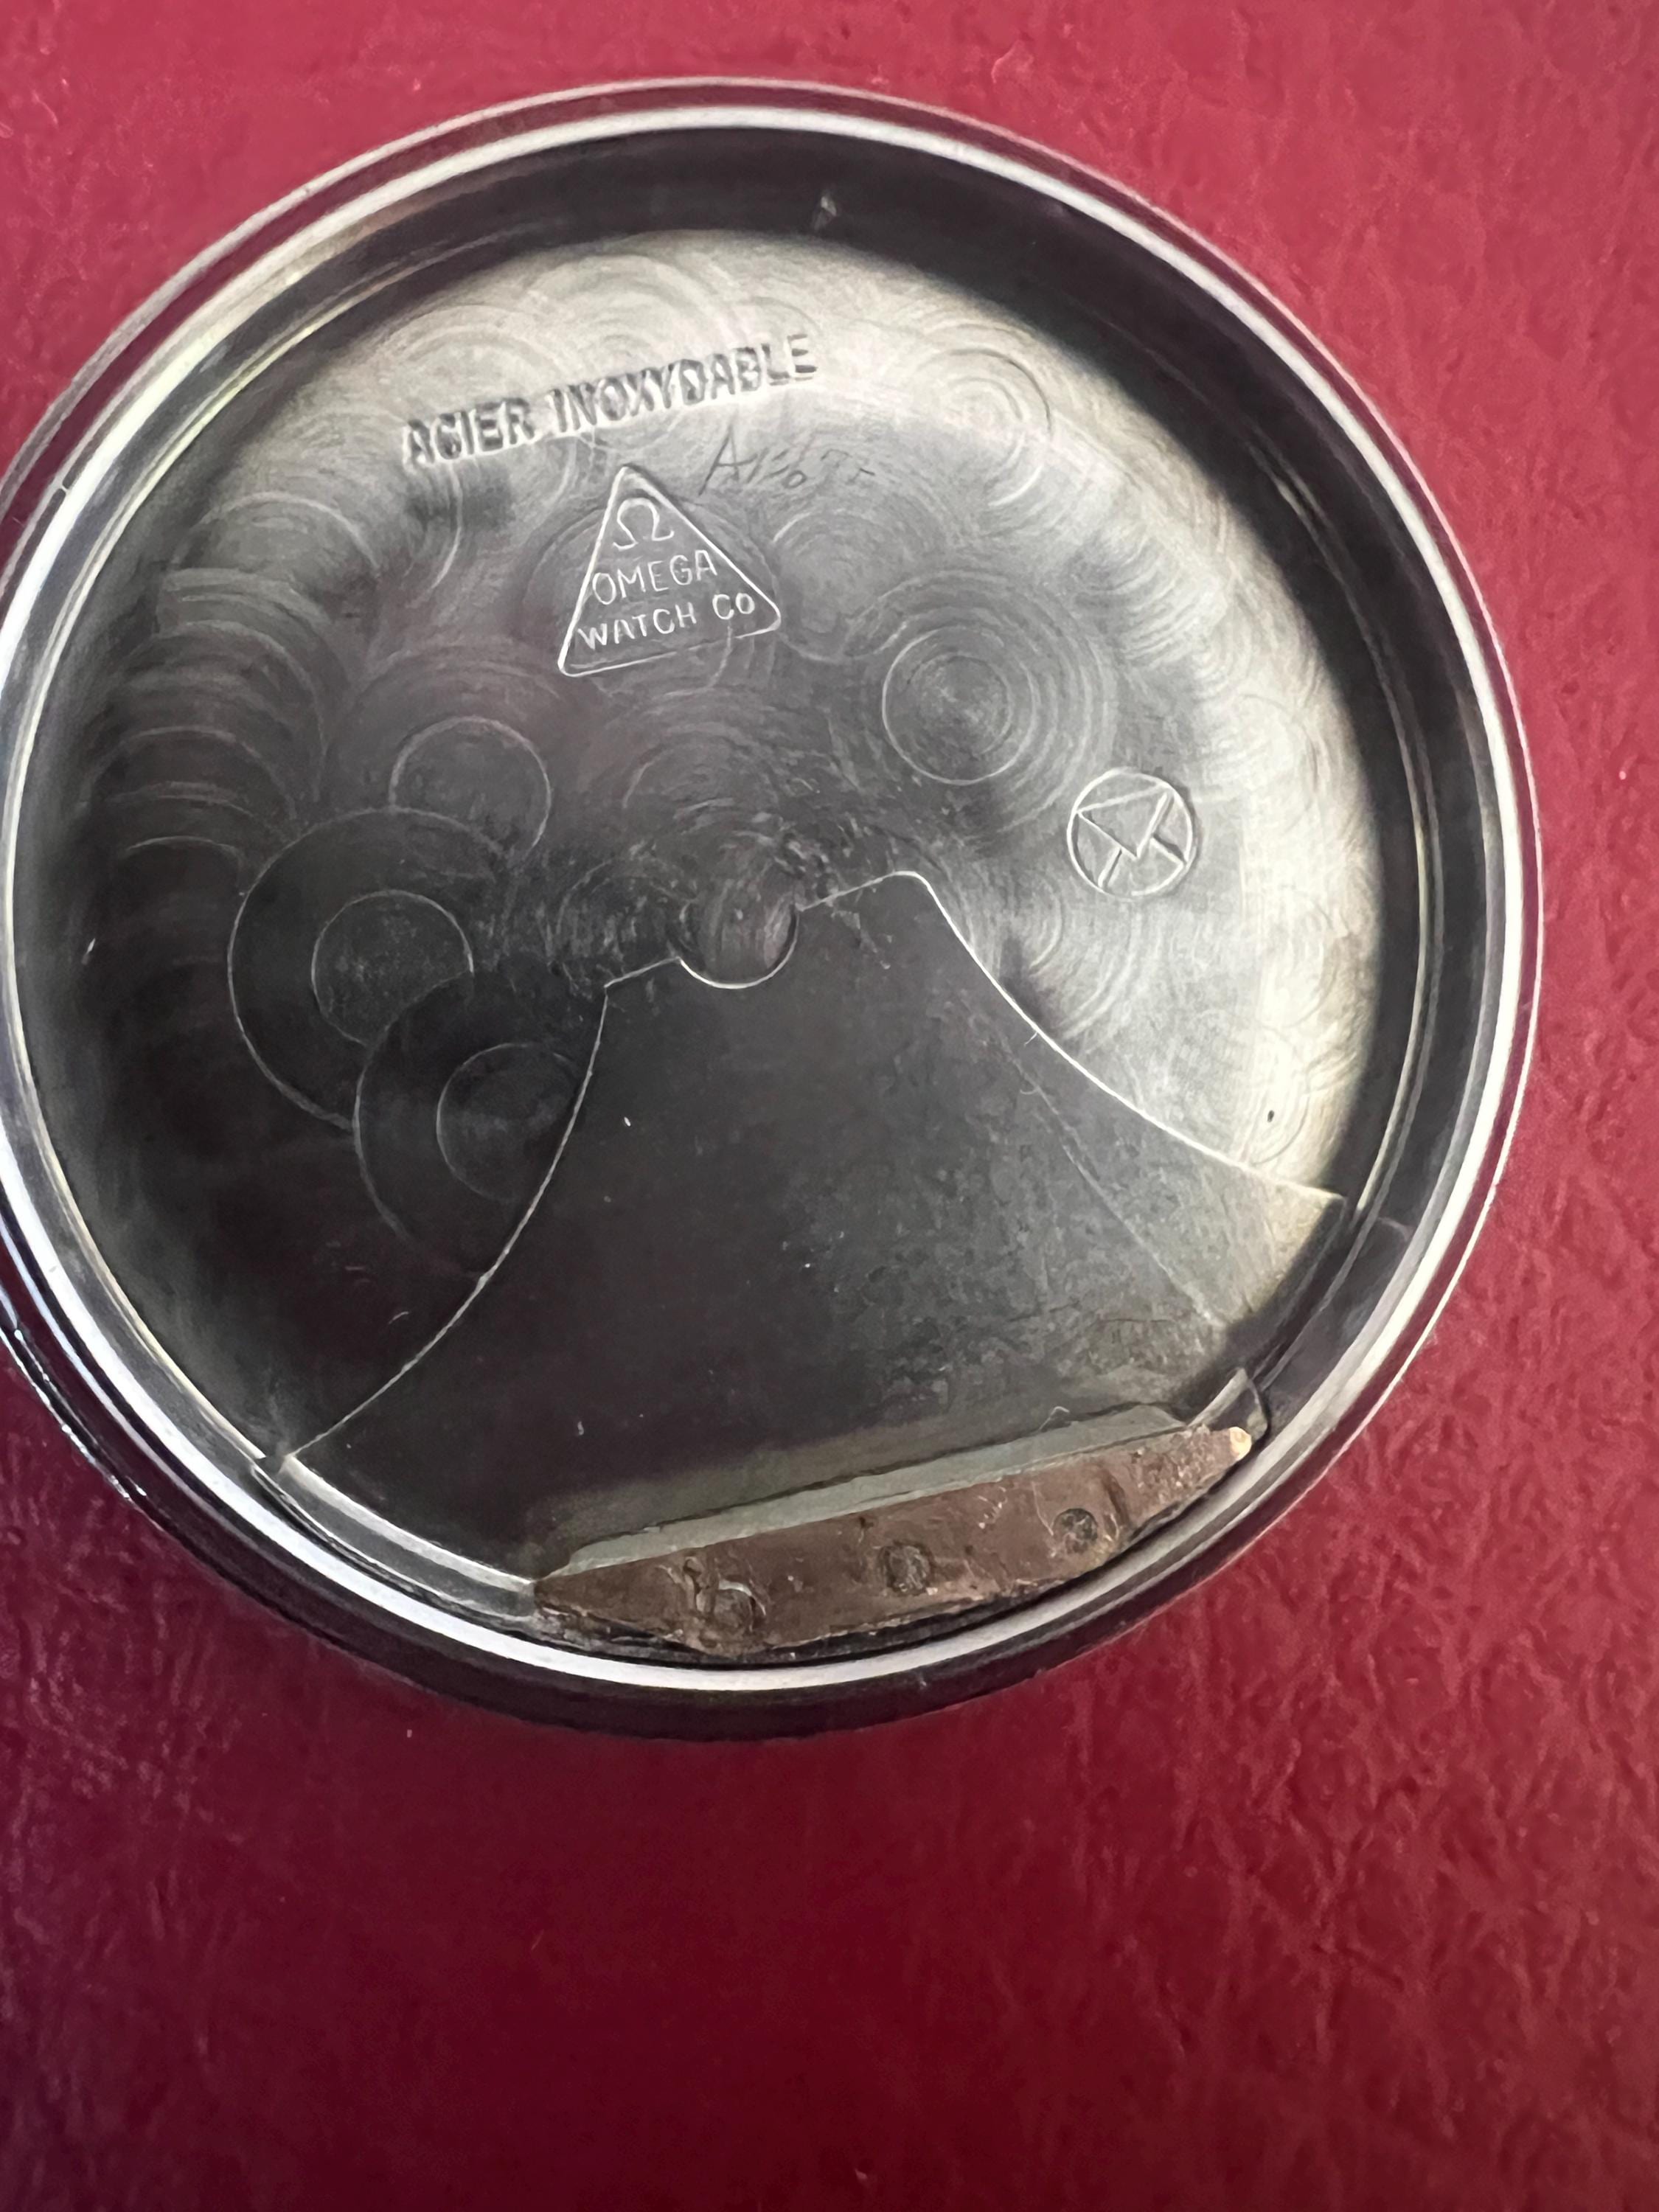 ACIER INOXYDABLE
Ω
OMEGA
WATCH CO